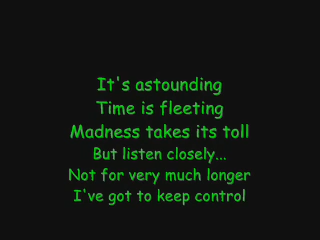 It's astounding
Time is fleeting
Madness takes its toll
But listen closely...
Not for very much longer
I've got to keep control